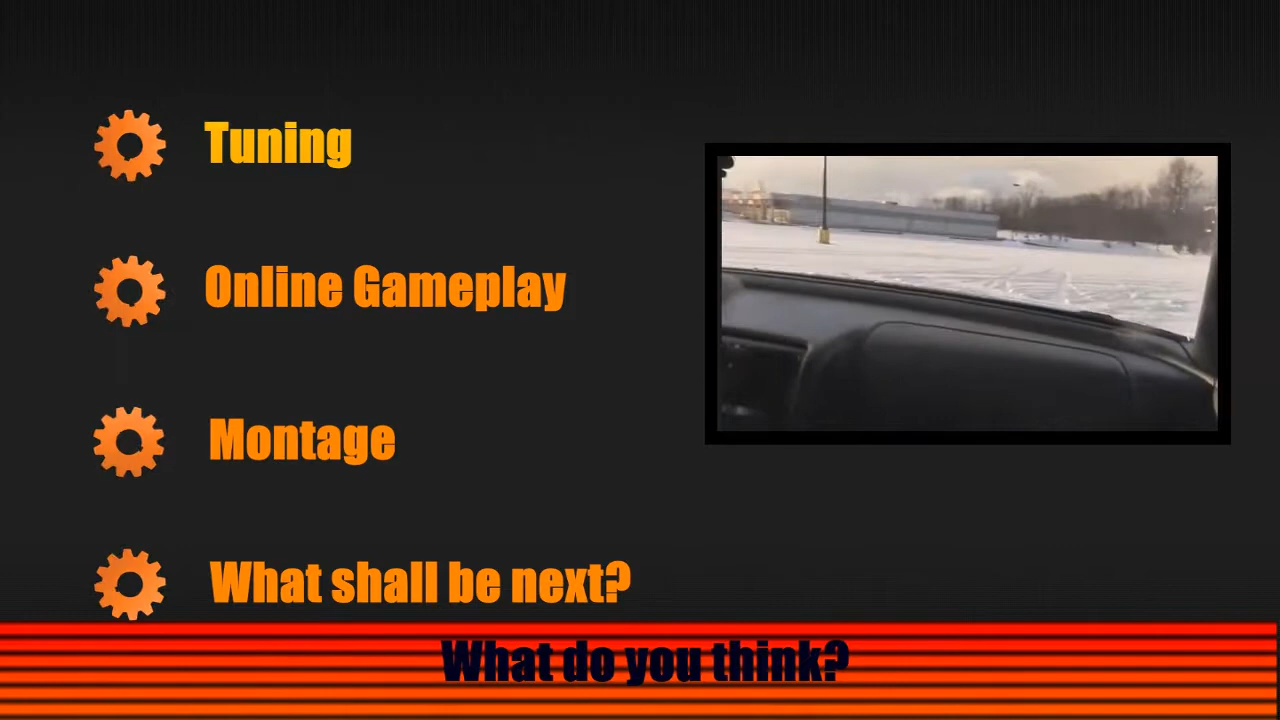 Tuning
Online Gameplay
Montage
What shall be next?
What do you think?